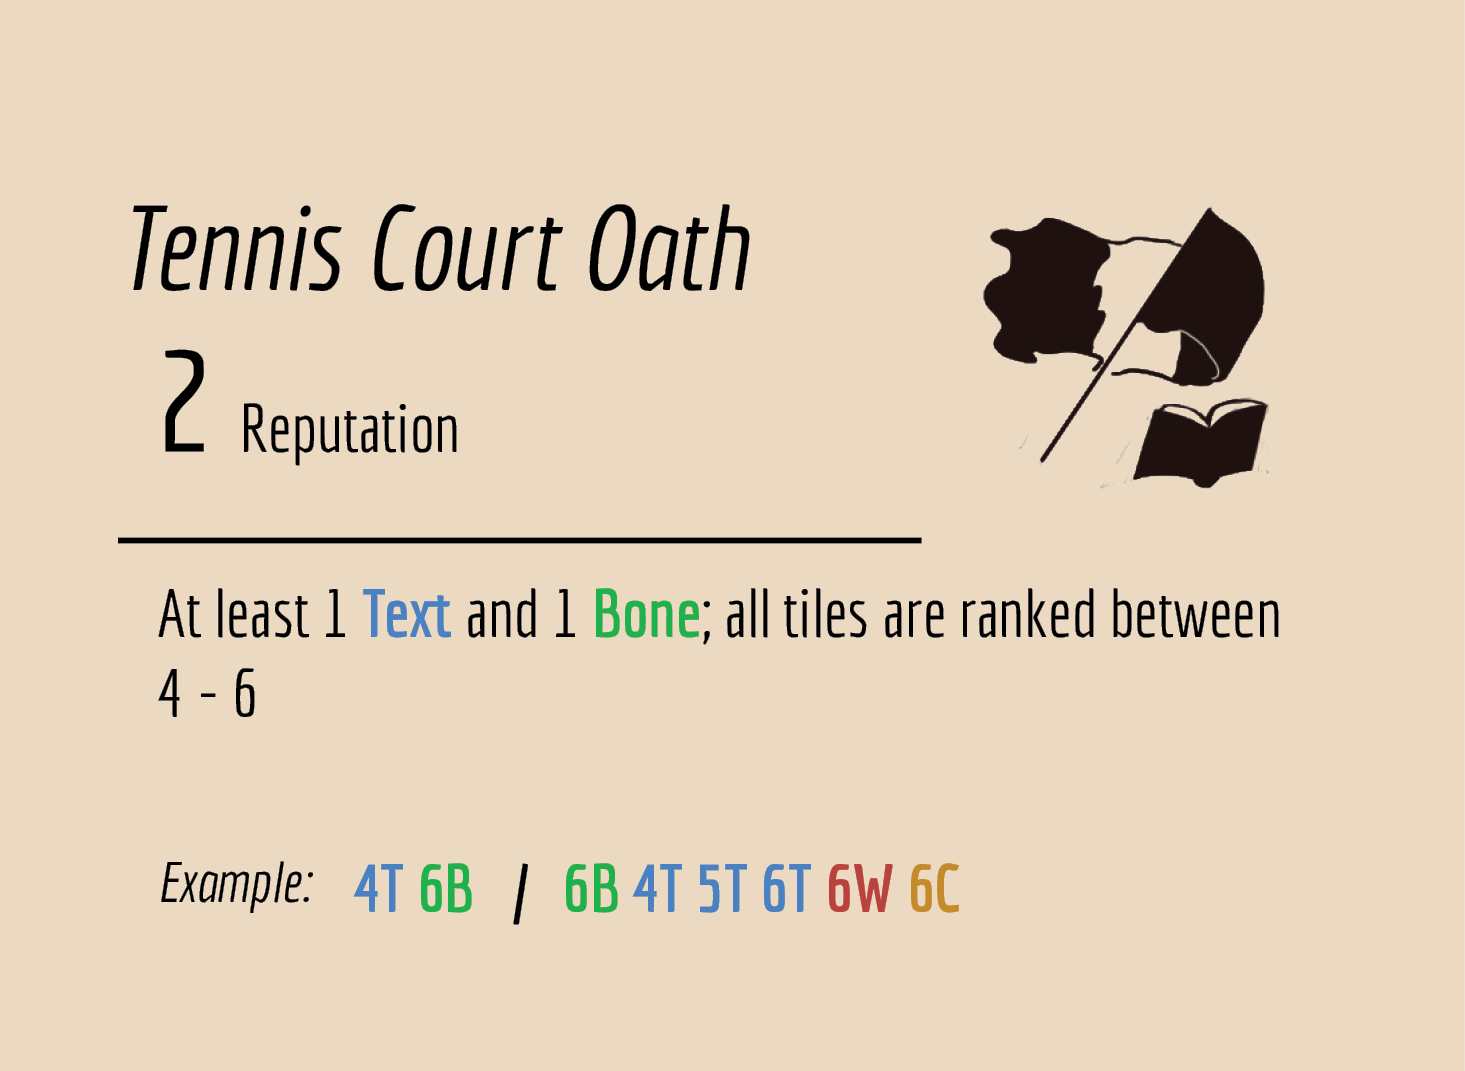 Tennis Court Oath
2 Reputation
At least 1 Text and 1 Bone; all tiles are ranked between
4 - 6
Example: 4T 6B / 6B 4T 5T 6T 6W 6C